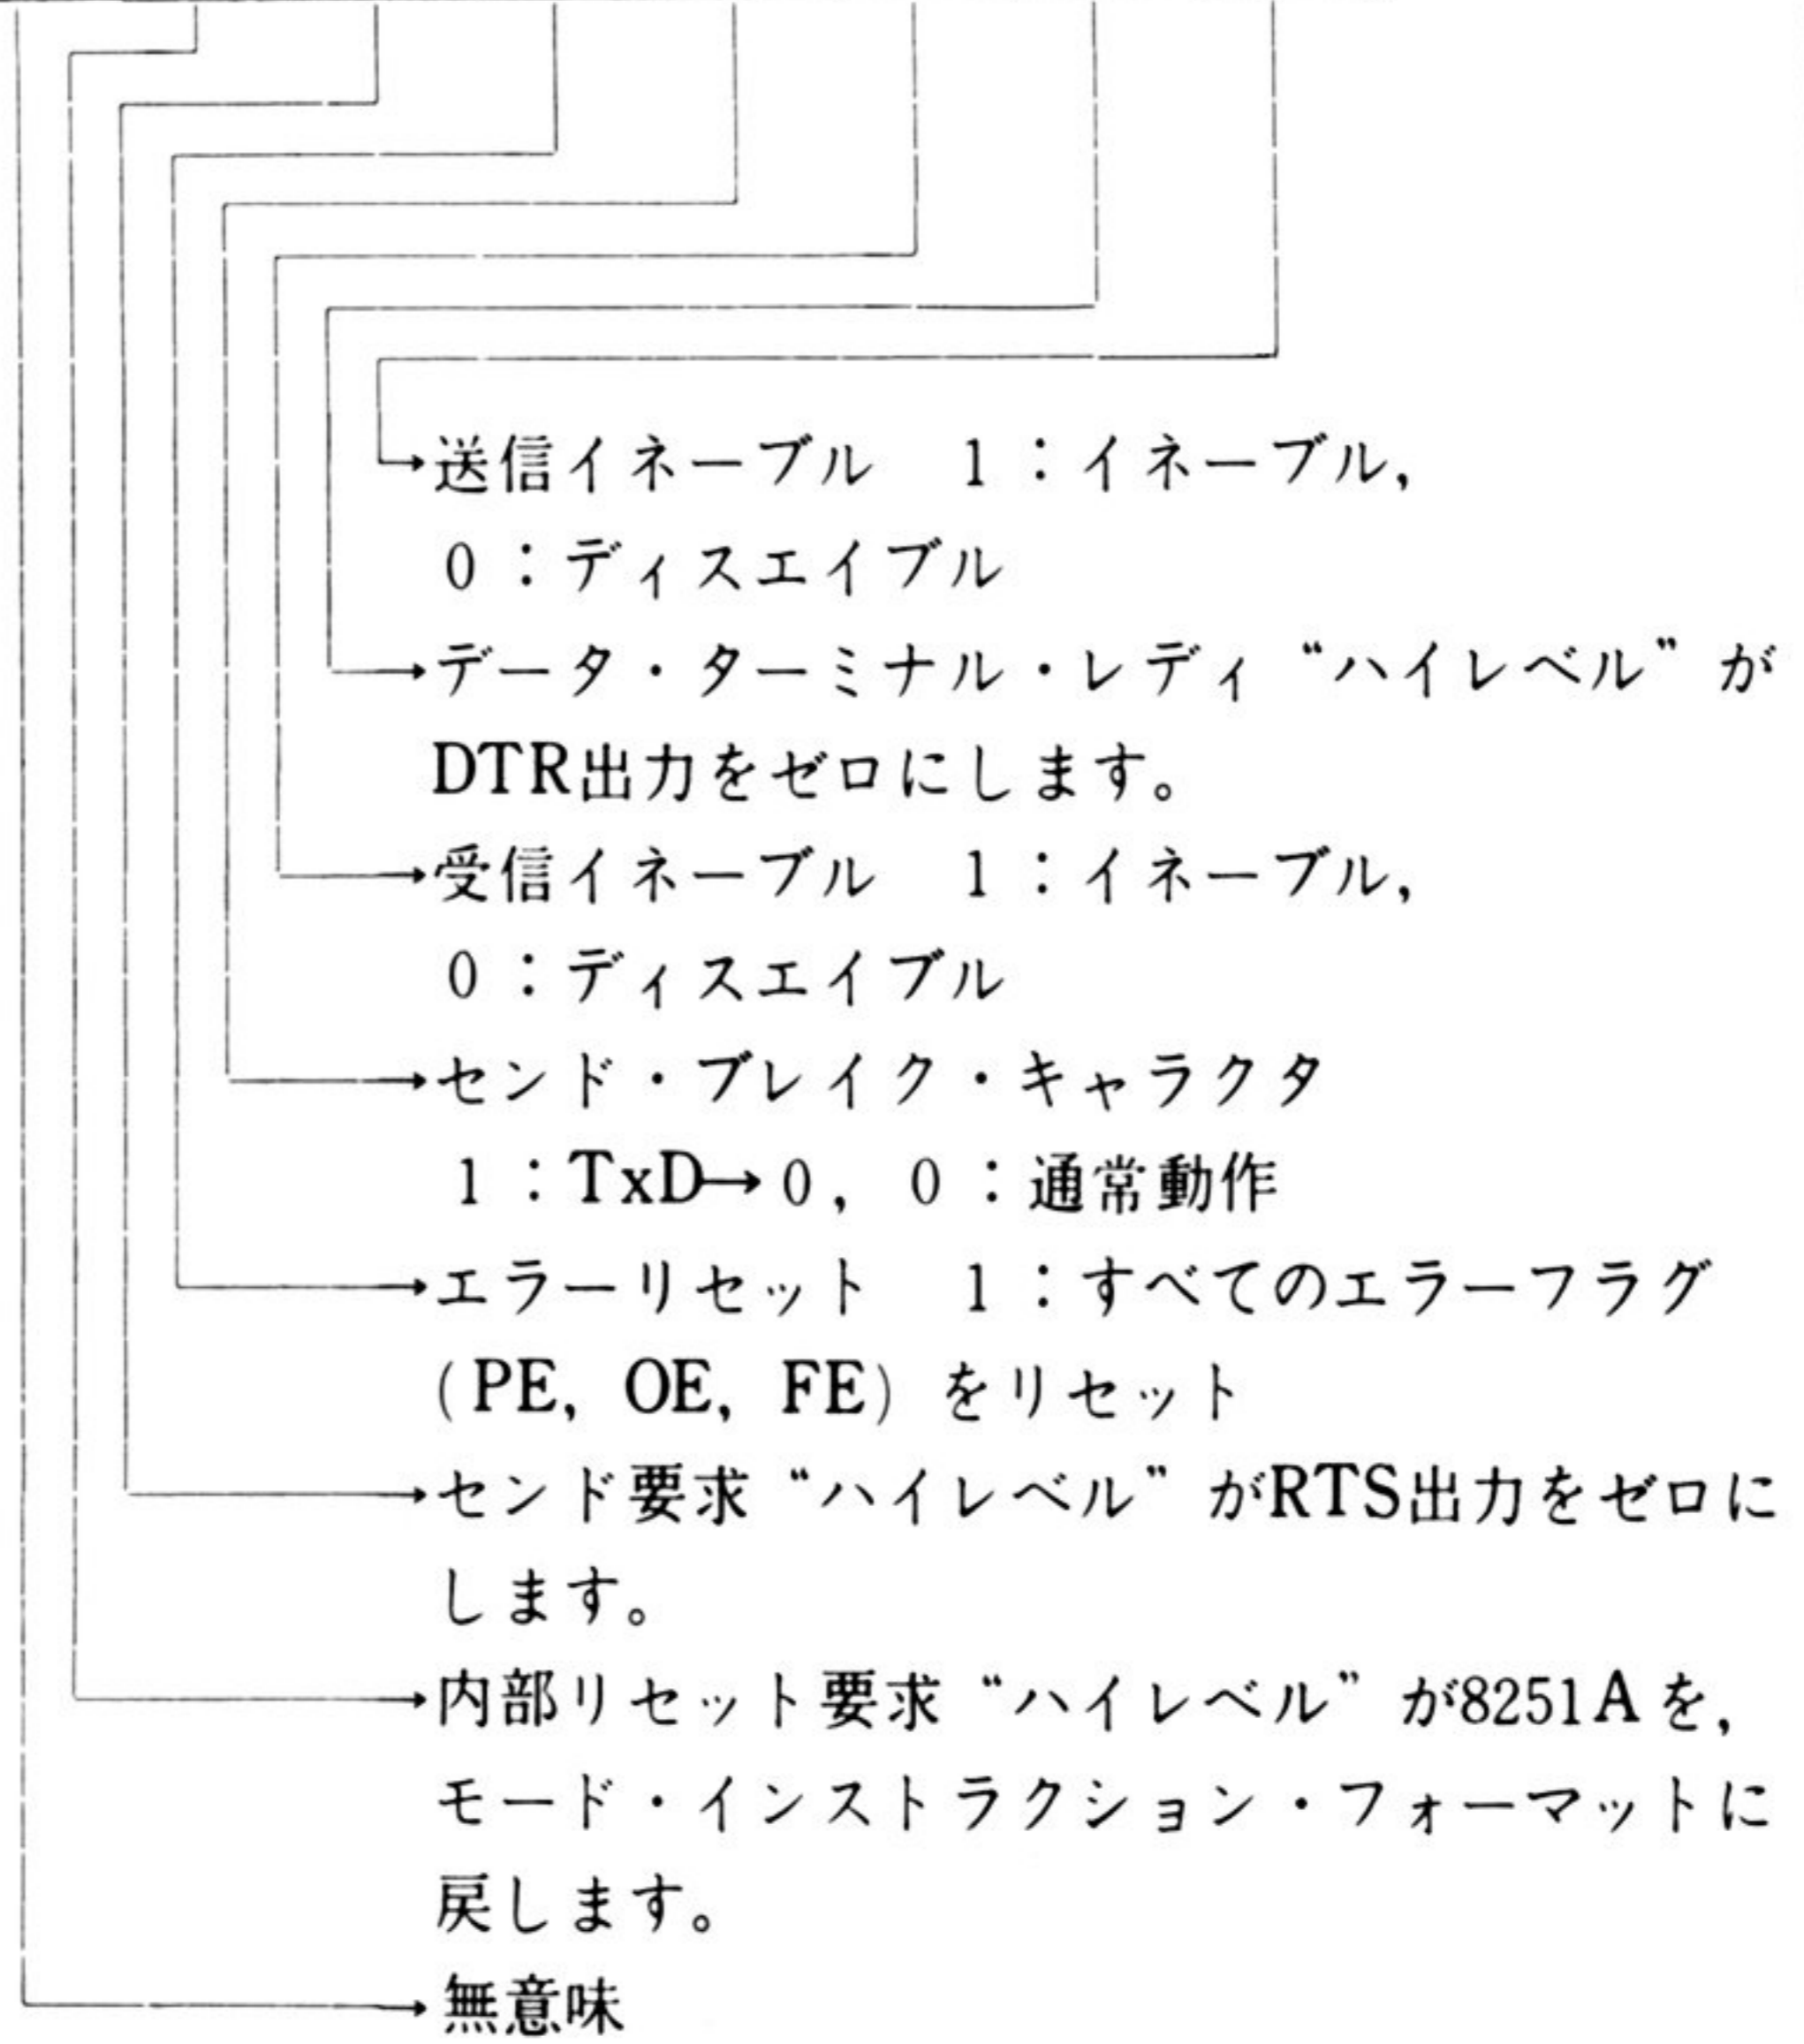 送信イネーブル　1：イネーブル,
0：ディスエイブル
データ・ターミナル・レディ“ハイレベル”が
DTR出力をゼロにします。
受信イネーブル　1：イネーブル,
0：ディスエイブル
センド・ブレイク・キャラクタ
1：TxD→0, 0：通常動作
エラーリセット　1：すべてのエラーフラグ
(PE, OE, FE) をリセット
センド要求“ハイレベル”がRTS出力をゼロに
します。
内部リセット要求“ハイレベル”が8251Aを,
モード・インストラクション・フォーマットに
戻します。
無意味